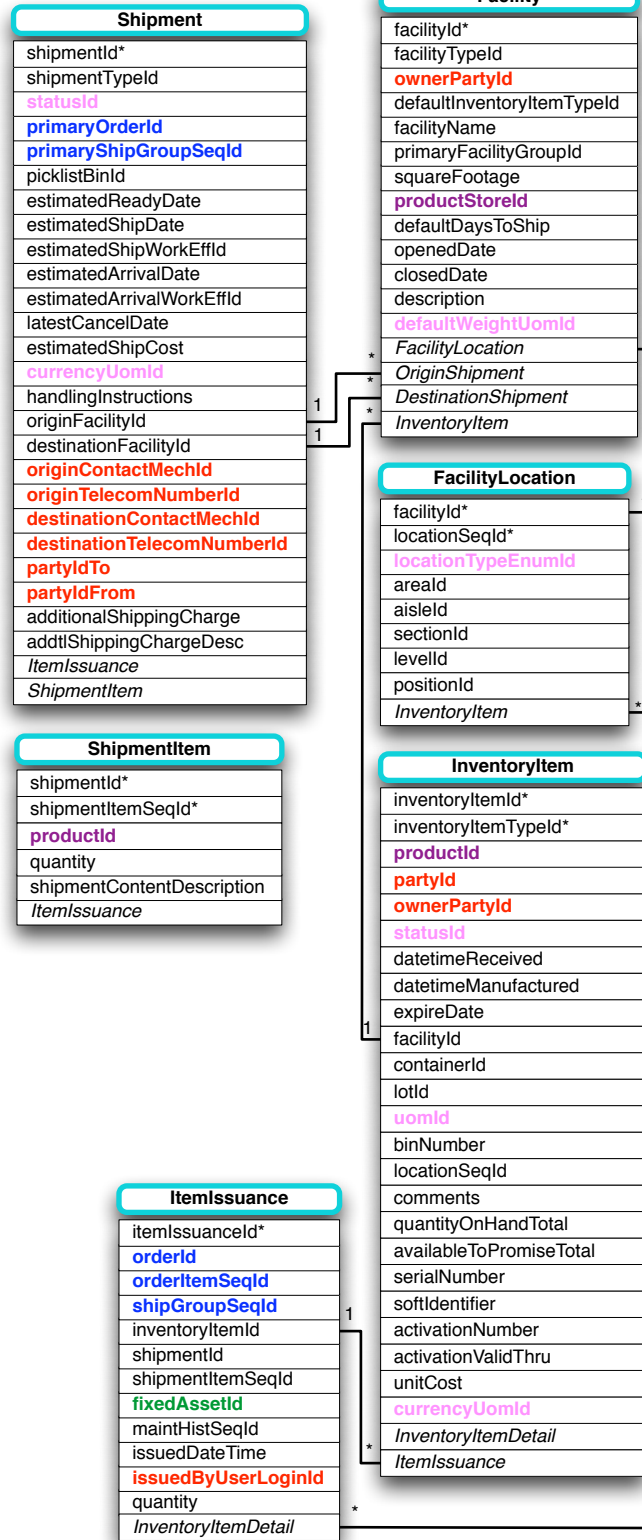 Shipment
shipmentId*
shipmentTypeId
statusId
primaryOrderId
primaryShipGroupSeqId
picklistBinId
estimatedReadyDate
estimatedShipDate
estimatedShipWorkEffId
estimatedArrivalDate
estimatedArrivalWorkEffId
latestCancelDate
estimatedShipCost
currencyUomId
handlingInstructions
originFacilityId
destinationFacilityId
originContactMechId
originTelecomNumberId
destinationContactMechId
destinationTelecomNumberId
partyIdTo
partyIdFrom
additionalShippingCharge
addtlShippingChargeDesc
ItemIssuance
ShipmentItem
1
1
*
*
*
Facility
facilityId*
facilityTypeId
ownerPartyId
defaultInventoryItemTypeId
facilityName
primaryFacilityGroupId
squareFootage
productStoreId
defaultDaysToShip
openedDate
closedDate
description
defaultWeightUomId
FacilityLocation
OriginShipment
DestinationShipment
InventoryItem
FacilityLocation
facilityId*
locationSeqId*
locationTypeEnumId
areaId
aisleId
sectionId
levelId
positionId
InventoryItem
*
ShipmentItem
shipmentId*
shipmentItemSeqId*
productId
quantity
shipmentContentDescription
ItemIssuance
InventoryItem
inventoryItemId*
inventoryItemTypeId*
productId
partyId
ownerPartyId
statusId
datetimeReceived
datetimeManufactured
expireDate
1
facilityId
containerId
lotId
uomId
binNumber
locationSeqId
comments
quantityOnHandTotal
availableToPromiseTotal
serialNumber
softIdentifier
activationNumber
activationValidThru
unitCost
currencyUomId
InventoryItemDetail
ItemIssuance
ItemIssuance
itemIssuanceId*
orderId
orderItemSeqId
shipGroupSeqId
inventoryItemId
shipmentId
shipmentItemSeqId
fixedAssetId
maintHistSeqId
issuedDateTime
issuedByUserLoginId
quantity
InventoryItemDetail
1
*
*